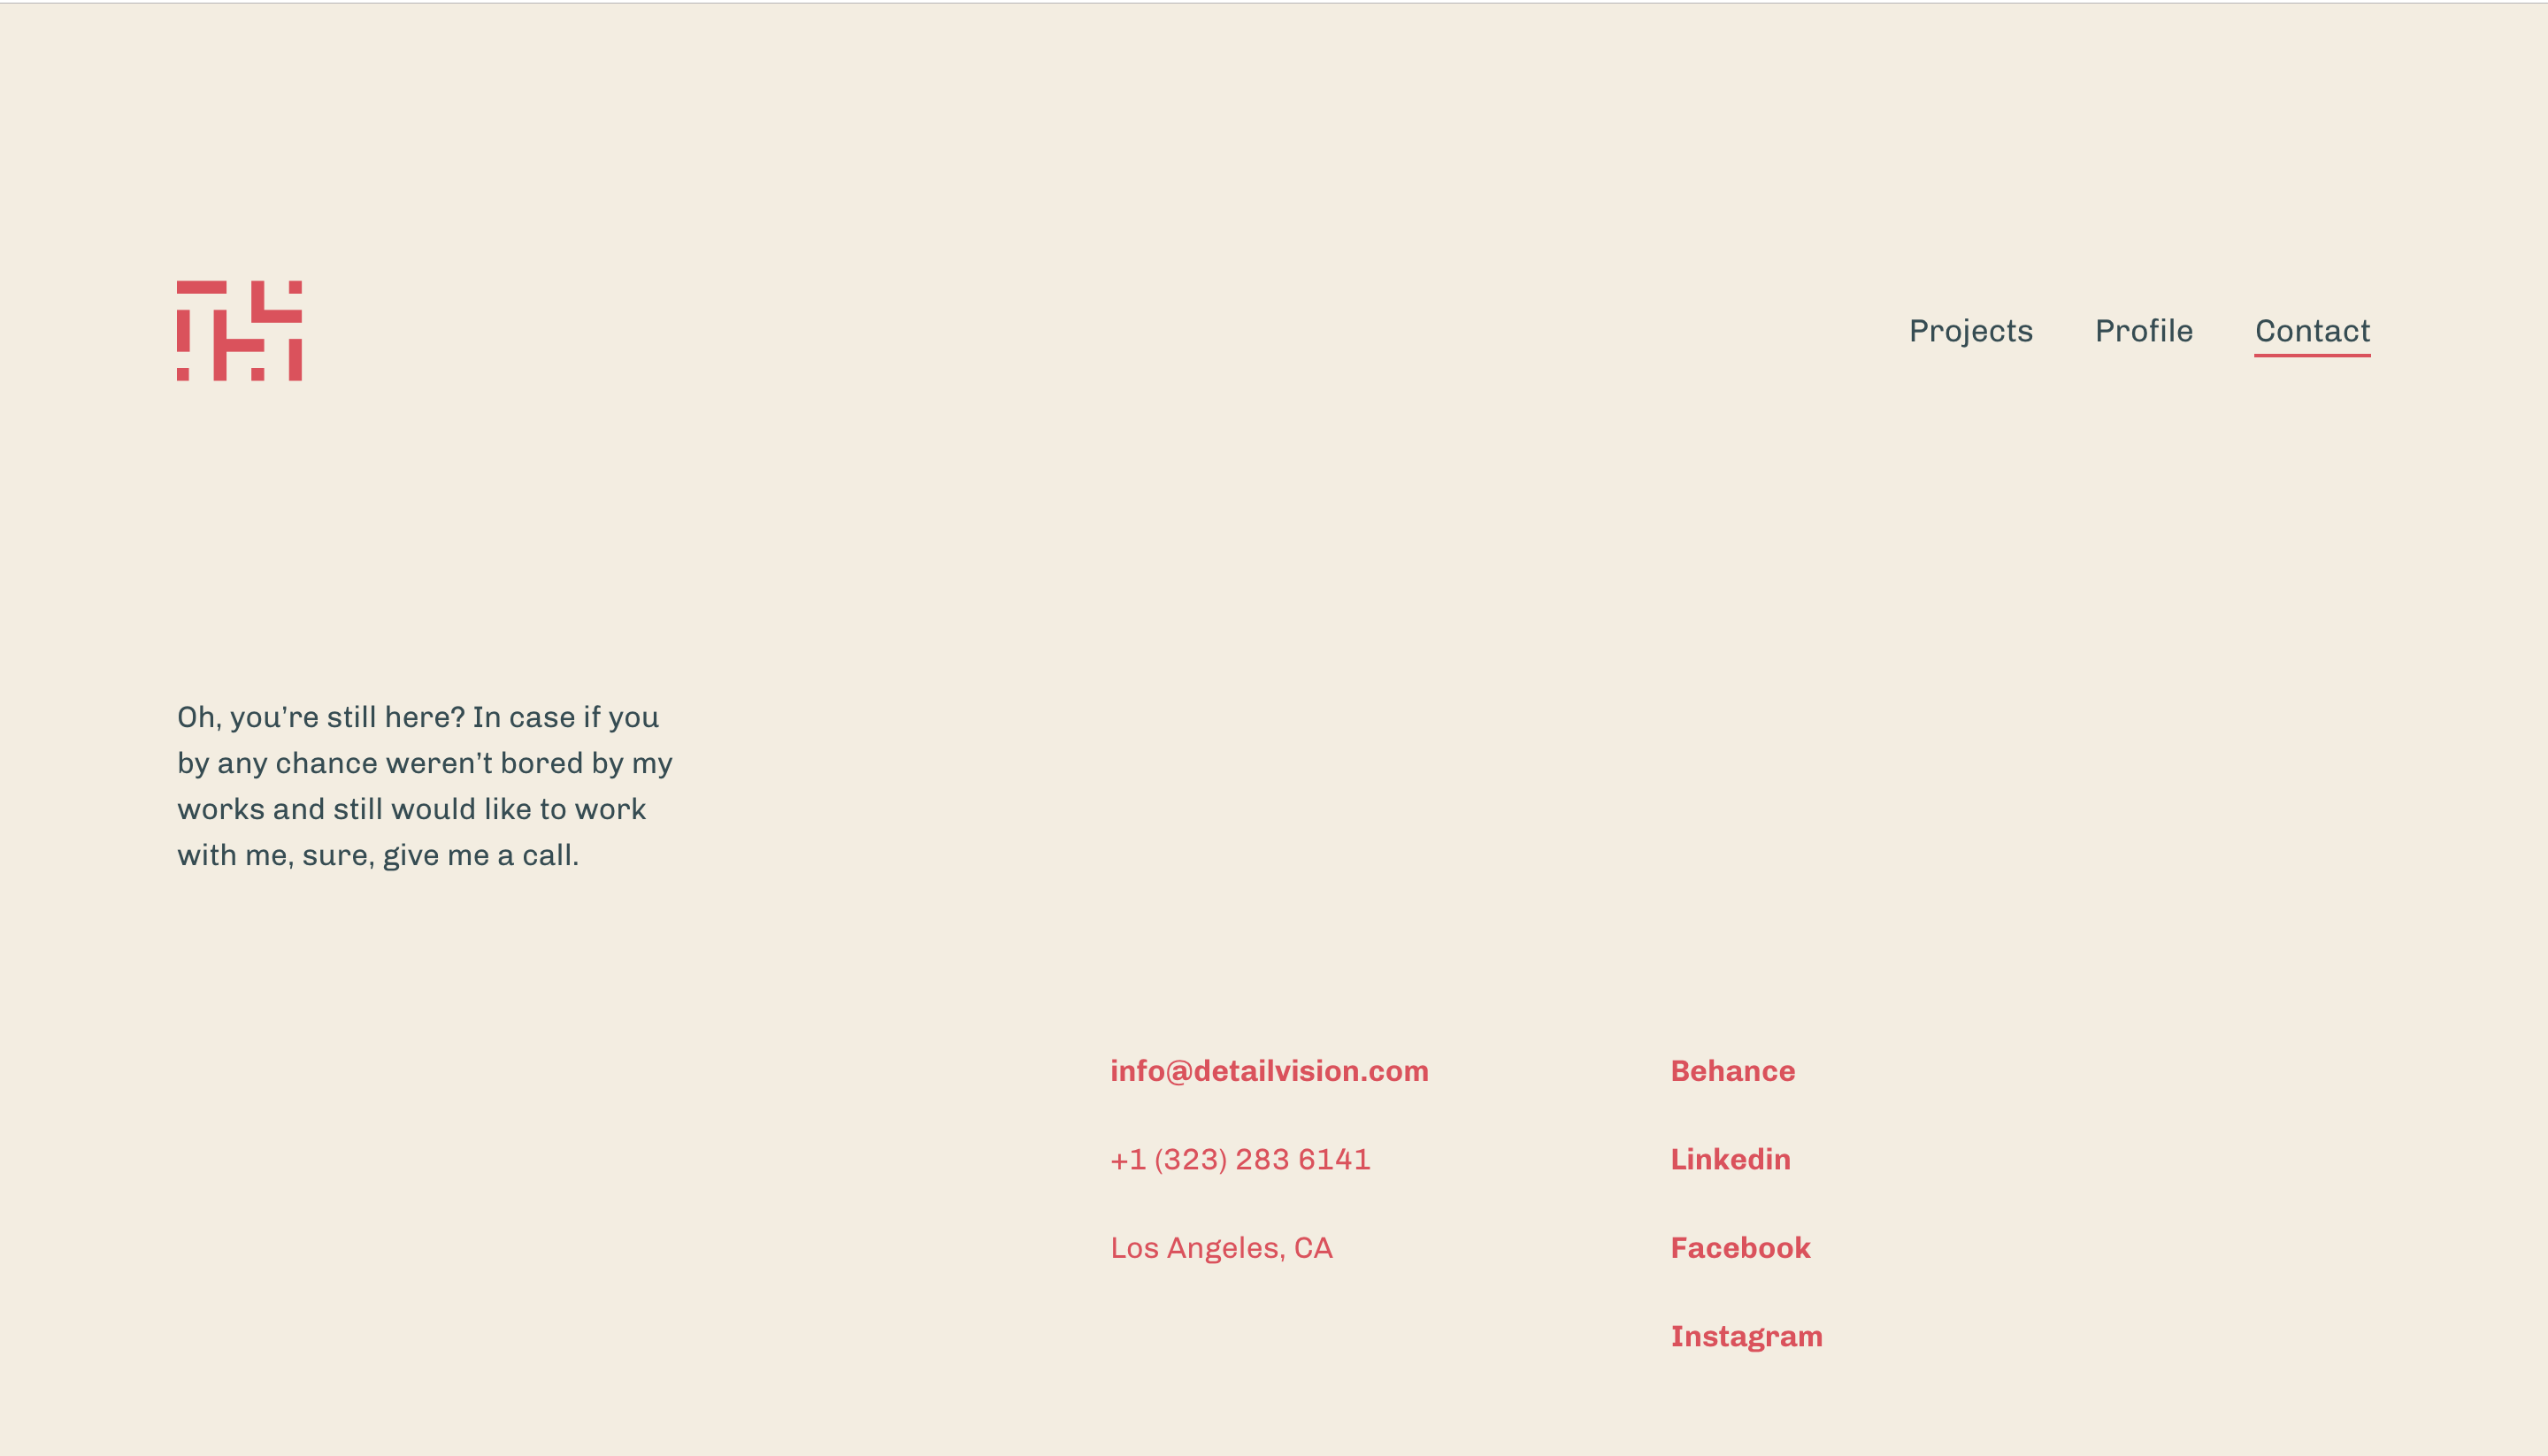 Projects
Profile
Contact
Oh, you’re still here? In case if you
by any chance weren’t bored by my
works and still would like to work
with me, sure, give me a call.
info@detailvision.com
+1 (323) 283 6141
Los Angeles, CA
Behance
Linkedin
Facebook
Instagram